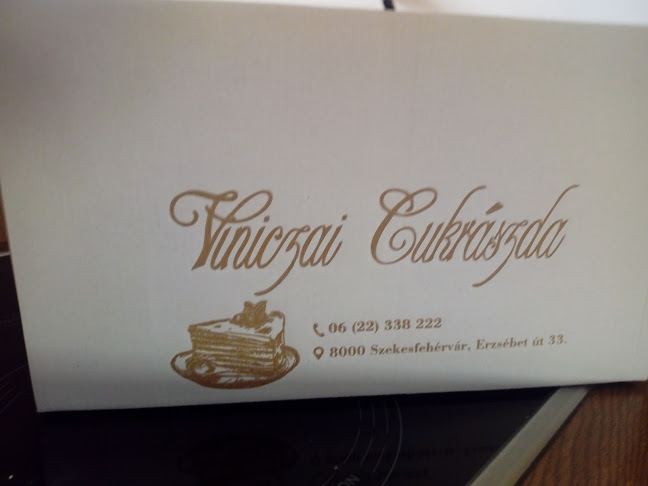 Viniczai Cukrászda
06 (22) 338 222
8000 Szekesfehérvár, Erzsébet út 33.